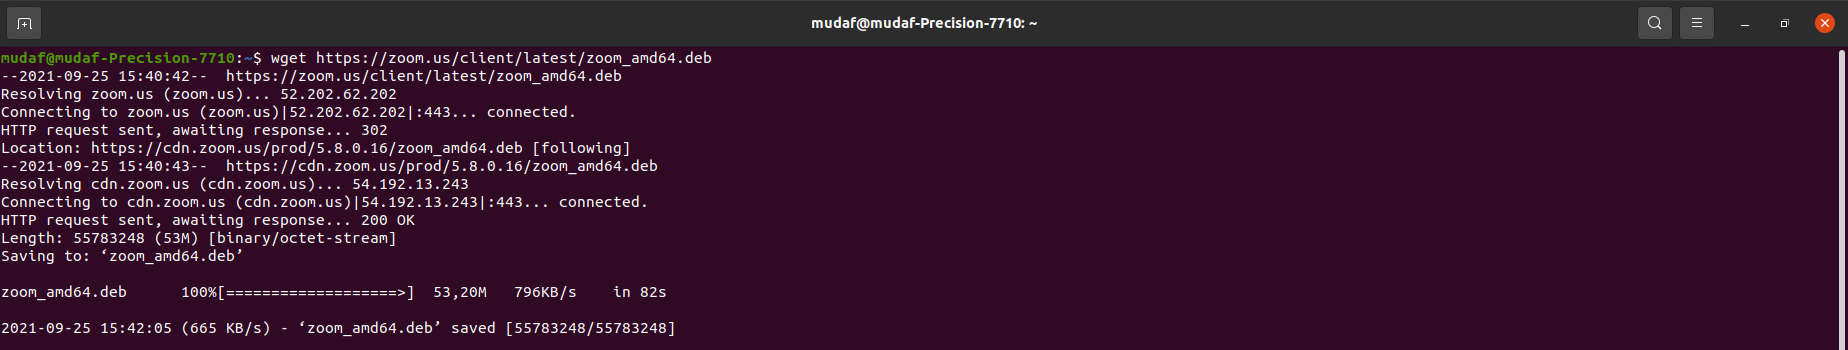 mudaf@mudaf-Precision-7710: ~
mudaf@mudaf-Precision-7710:~$ wget https://zoom.us/client/latest/zoom_amd64.deb
--2021-09-25 15:40:42--  https://zoom.us/client/latest/zoom_amd64.deb
Resolving zoom.us (zoom.us)... 52.202.62.202
Connecting to zoom.us (zoom.us)|52.202.62.202|:443... connected.
HTTP request sent, awaiting response... 302
Location: https://cdn.zoom.us/prod/5.8.0.16/zoom_amd64.deb [following]
--2021-09-25 15:40:43--  https://cdn.zoom.us/prod/5.8.0.16/zoom_amd64.deb
Resolving cdn.zoom.us (cdn.zoom.us)... 54.192.13.243
Connecting to cdn.zoom.us (cdn.zoom.us)|54.192.13.243|:443... connected.
HTTP request sent, awaiting response... 200 OK
Length: 55783248 (53M) [binary/octet-stream]
Saving to: ‘zoom_amd64.deb’
zoom_amd64.deb      100%[===================>]  53,20M   796KB/s    in 82s
2021-09-25 15:42:05 (665 KB/s) - ‘zoom_amd64.deb’ saved [55783248/55783248]